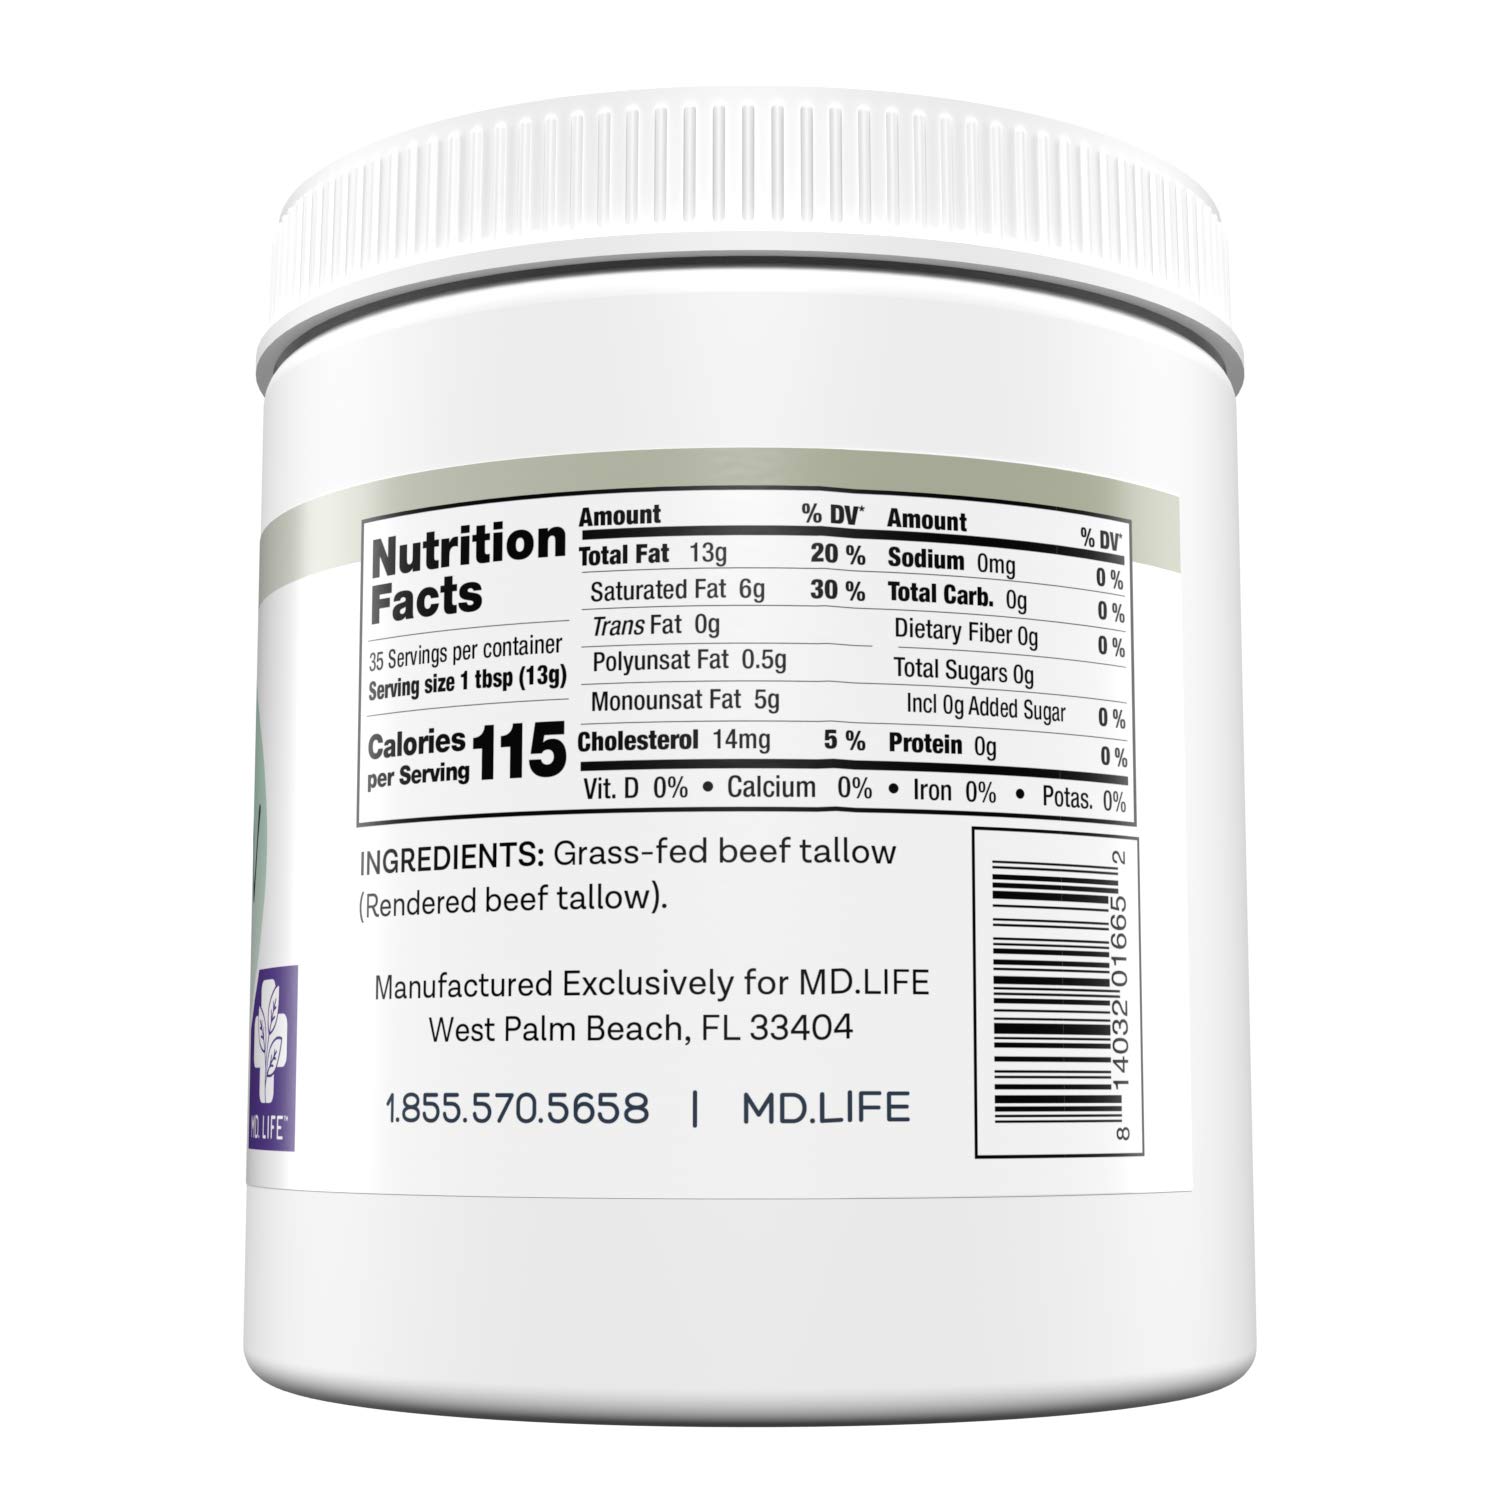 Nutrition
Facts
35 Servings per container
Serving size 1 tbsp (13g)
Calories
per Serving 115
Amount % DV*
Total Fat 13g 20 %
Saturated Fat 6g 30 %
Trans Fat 0g
Polyunsat Fat 0.5g
Monounsat Fat 5g
Cholesterol 14mg 5 %
Amount % DV*
Sodium 0mg 0 %
Total Carb. 0g 0 %
Dietary Fiber 0g 0 %
Total Sugars 0g
Incl 0g Added Sugar 0 %
Protein 0g 0 %
Vit. D 0% • Calcium 0% • Iron 0% • Potas. 0%
INGREDIENTS: Grass-fed beef tallow
(Rendered beef tallow).
Manufactured Exclusively for MD.LIFE
West Palm Beach, FL 33404
1.855.570.5658 | MD.LIFE
MD.LIFE™
8 14032 01665 2